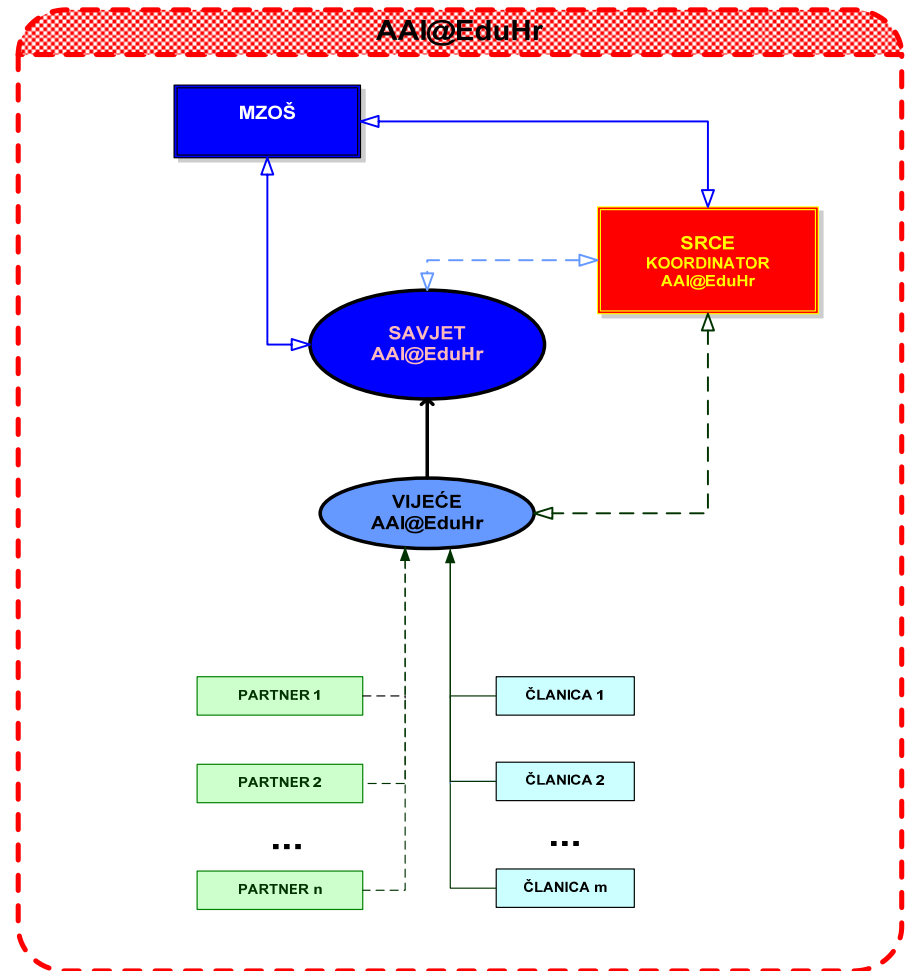 AAI@EduHr
MZOŠ
SRCE
KOORDINATOR
AAI@EduHr
SAVJET
AAI@EduHr
VIJEĆE
AAI@EduHr
PARTNER 1
ČLANICA 1
PARTNER 2
ČLANICA 2
...
...
PARTNER n
ČLANICA m